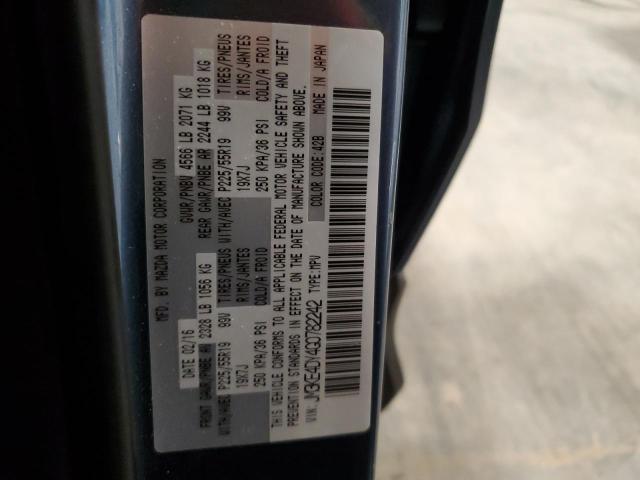 MFD. BY MAZDA MOTOR CORPORATION
DATE 02/16 GVWR/PNBV 4566 LB 2071 KG
FRONT GAWR/PNBE AV 2328 LB 1056 KG REAR GAWR/PNBE AR 2244 LB 1018 KG
WITH/AVEC P225/55R19 99V TIRES/PNEUS WITH/AVEC P225/55R19 99V TIRES/PNEUS
19X7J RIMS/JANTES 19X7J RIMS/JANTES
250 KPA/36 PSI COLD/A FROID 250 KPA/36 PSI COLD/A FROID
THIS VEHICLE CONFORMS TO ALL APPLICABLE FEDERAL MOTOR VEHICLE SAFETY AND THEFT
PREVENTION STANDARDS IN EFFECT ON THE DATE OF MANUFACTURE SHOWN ABOVE.
VIN: JM3KE4DY4G0782242 TYPE:MPV COLOR CODE:42B MADE IN JAPAN